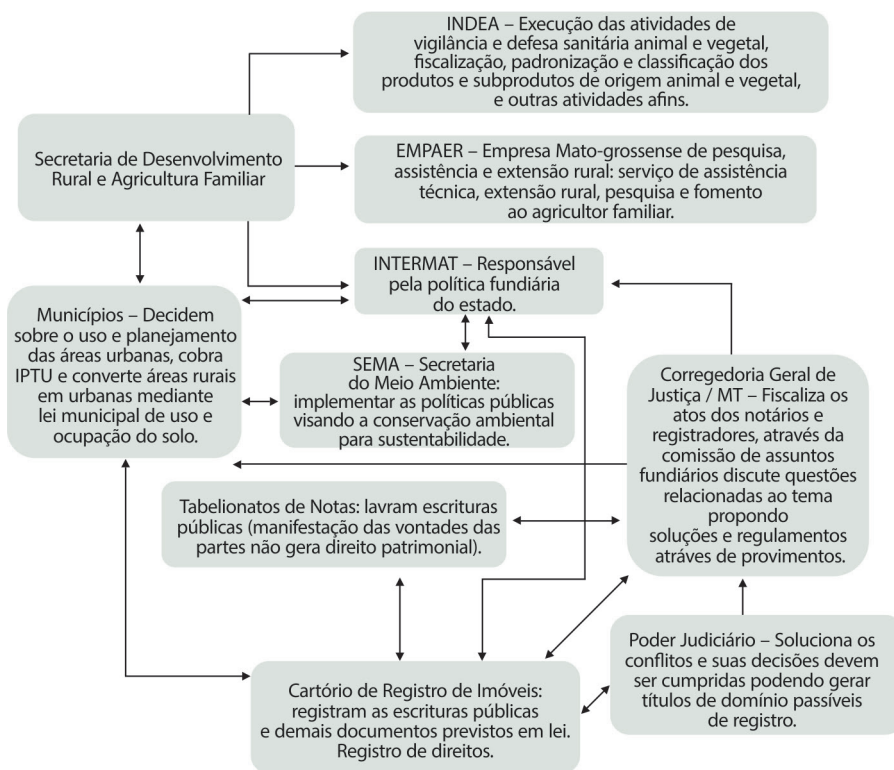 INDEA – Execução das atividades de
vigilância e defesa sanitária animal e vegetal,
fiscalização, padronização e classificação dos
produtos e subprodutos de origem animal e vegetal,
e outras atividades afins.
Secretaria de Desenvolvimento
Rural e Agricultura Familiar
EMPAER – Empresa Mato-grossense de pesquisa,
assistência e extensão rural: serviço de assistência
técnica, extensão rural, pesquisa e fomento
ao agricultor familiar.
INTERMAT – Responsável
pela política fundiária
do estado.
Municípios – Decidem
sobre o uso e planejamento
das áreas urbanas, cobra
IPTU e converte áreas rurais
em urbanas mediante
lei municipal de uso e
ocupação do solo.
SEMA – Secretaria
do Meio Ambiente:
implementar as políticas públicas
visando a conservação ambiental
para sustentabilidade.
Corregedoria Geral de
Justiça / MT – Fiscaliza os
atos dos notários e
registradores, através da
comissão de assuntos
fundiários discute questões
relacionadas ao tema
propondo
soluções e regulamentos
atráves de provimentos.
Tabelionatos de Notas: lavram escrituras
públicas (manifestação das vontades das
partes não gera direito patrimonial).
Poder Judiciário – Soluciona os
conflitos e suas decisões devem
ser cumpridas podendo gerar
títulos de domínio passíveis
de registro.
Cartório de Registro de Imóveis:
registram as escrituras públicas
e demais documentos previstos em lei.
Registro de direitos.